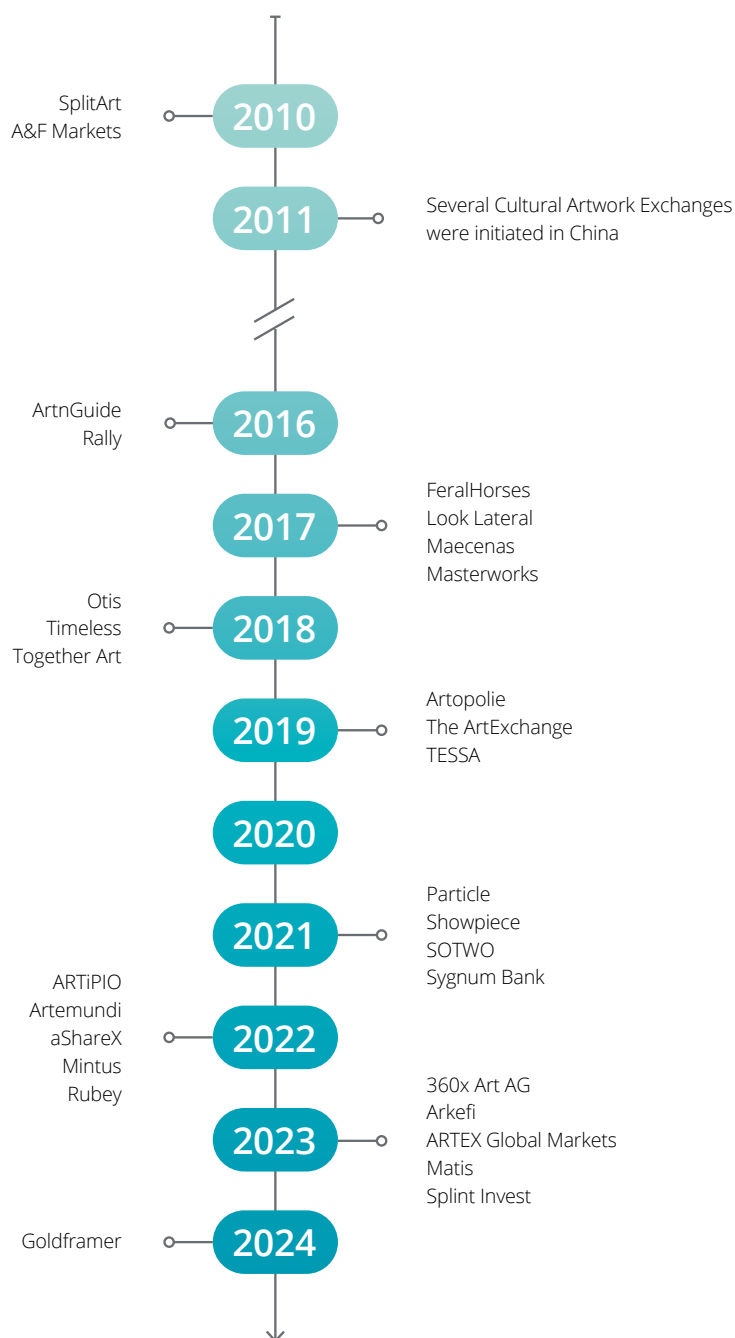 2010
SplitArt
A&F Markets
2011
Several Cultural Artwork Exchanges
were initiated in China
2016
ArtnGuide
Rally
2017
FeralHorses
Look Lateral
Maecenas
Masterworks
2018
Otis
Timeless
Together Art
2019
Artopolie
The ArtExchange
TESSA
2020
2021
Particle
Showpiece
SOTWO
Sygnum Bank
2022
ARTiPIO
Artemundi
aShareX
Mintus
Rubey
2023
360x Art AG
Arkefi
ARTEX Global Markets
Matis
Splint Invest
2024
Goldframer